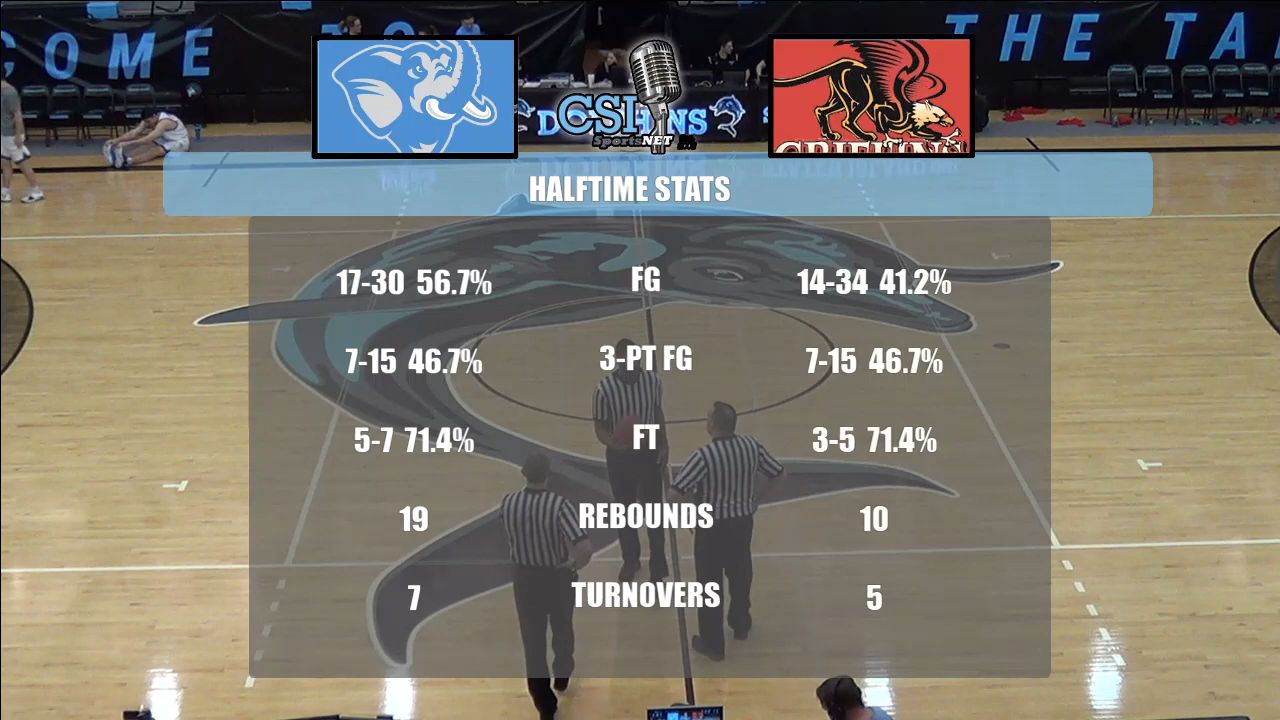 COME TO
THE TA
CSI
SportsNET
GRIFFINS
HALFTIME STATS
17-30 56.7% FG 14-34 41.2%
7-15 46.7% 3-PT FG 7-15 46.7%
5-7 71.4% FT 3-5 71.4%
19 REBOUNDS 10
7 TURNOVERS 5